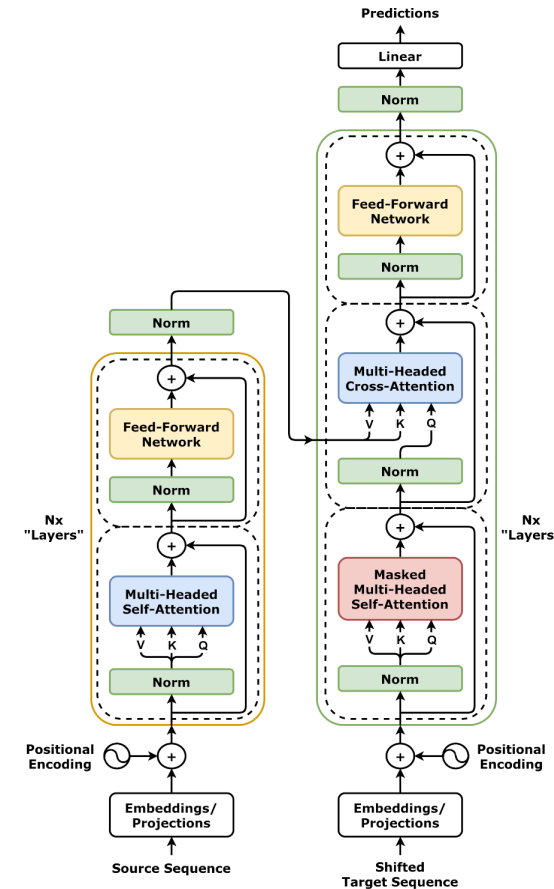 Predictions
Linear
Norm
Feed-Forward
Network
Norm
Multi-Headed
Cross-Attention
V K Q
Norm
Masked
Multi-Headed
Self-Attention
V K Q
Norm
Nx
"Layers"
Positional
Encoding
Embeddings/
Projections
Shifted
Target Sequence
Norm
Feed-Forward
Network
Norm
Nx
"Layers"
Multi-Headed
Self-Attention
V K Q
Norm
Positional
Encoding
Embeddings/
Projections
Source Sequence